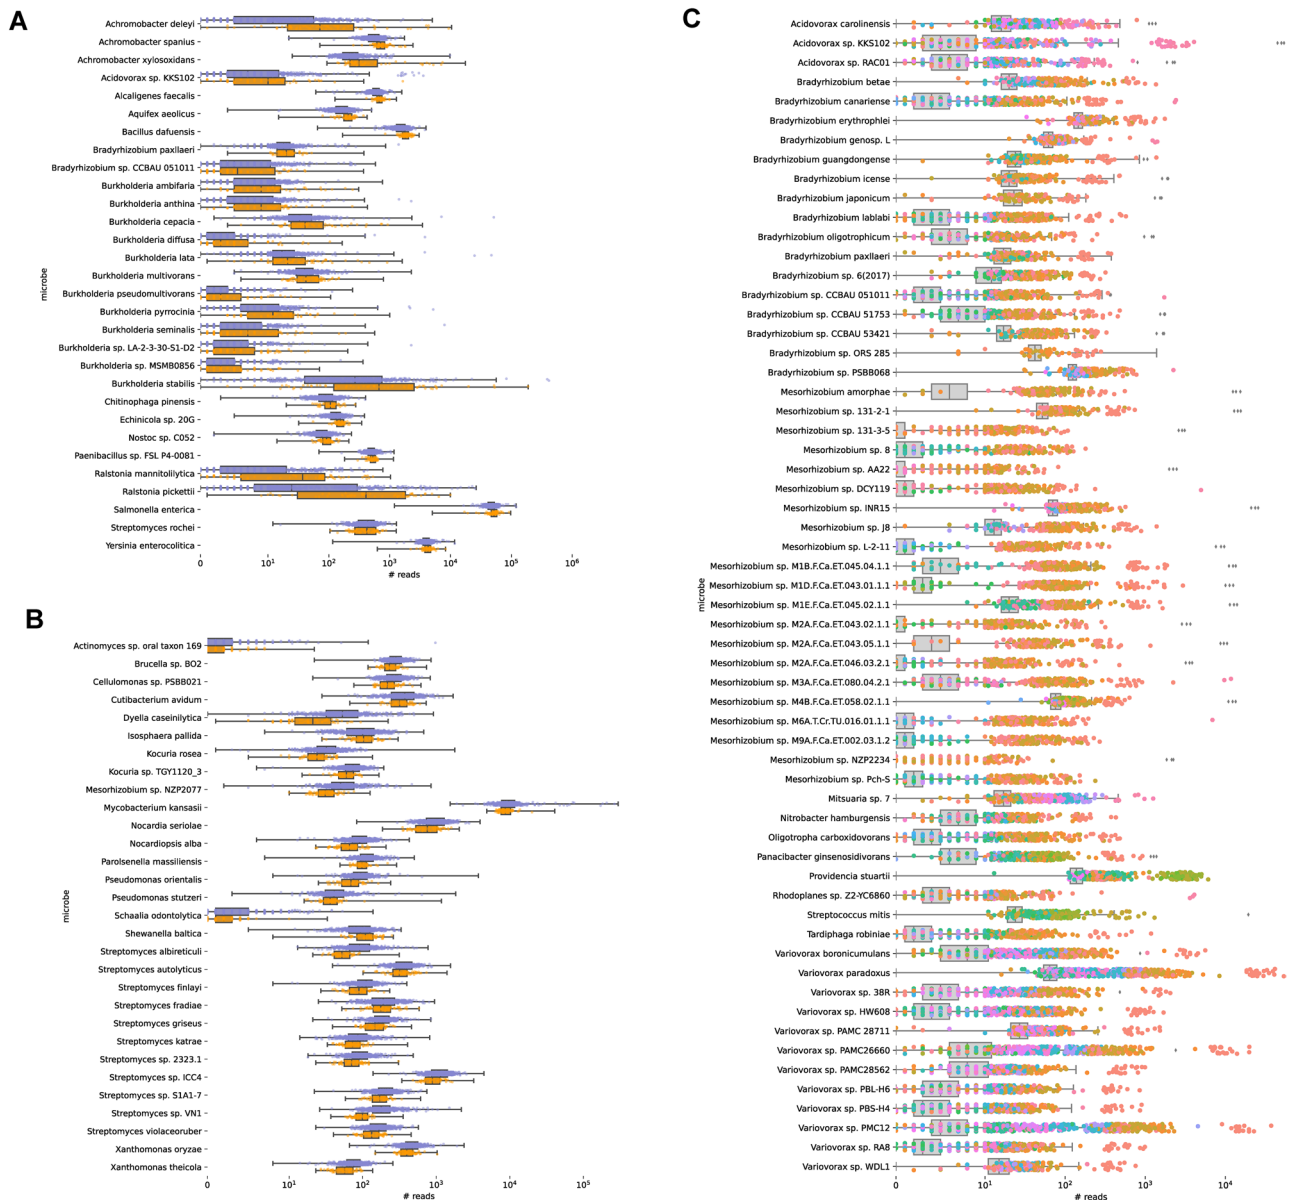 A
Achromobacter deleyi
Achromobacter spanius
Achromobacter xylosoxidans
Acidovorax sp. KKS102
Alcaligenes faecalis
Aquifex aeolicus
Bacillus dafuensis
Bradyrhizobium paxllaeri
Bradyrhizobium sp. CCBAU 051011
Burkholderia ambifaria
Burkholderia anthina
Burkholderia cepacia
Burkholderia diffusa
Burkholderia lata
Burkholderia multivorans
Burkholderia pseudomultivorans
Burkholderia pyrrocinia
Burkholderia seminalis
Burkholderia sp. LA-2-3-30-S1-D2
Burkholderia sp. MSMB0856
Burkholderia stabilis
Chitinophaga pinensis
Echinicola sp. 20G
Nostoc sp. C052
Paenibacillus sp. FSL P4-0081
Ralstonia mannitolilytica
Ralstonia pickettii
Salmonella enterica
Streptomyces rochei
Yersinia enterocolitica
microbe
0 10¹ 10² 10³ 10⁴ 10⁵ 10⁶
# reads
B
Actinomyces sp. oral taxon 169
Brucella sp. BO2
Cellulomonas sp. PSBB021
Cutibacterium avidum
Dyella caseinilytica
Isosphaera pallida
Kocuria rosea
Kocuria sp. TGY1120_3
Mesorhizobium sp. NZP2077
Mycobacterium kansasii
Nocardia seriolae
Nocardiopsis alba
Parolsenella massiliensis
Pseudomonas orientalis
Pseudomonas stutzeri
Schaalia odontolytica
Shewanella baltica
Streptomyces albireticuli
Streptomyces autolyticus
Streptomyces finlayi
Streptomyces fradiae
Streptomyces griseus
Streptomyces katrae
Streptomyces sp. 2323.1
Streptomyces sp. ICC4
Streptomyces sp. S1A1-7
Streptomyces sp. VN1
Streptomyces violaceoruber
Xanthomonas oryzae
Xanthomonas theicola
microbe
0 10¹ 10² 10³ 10⁴ 10⁵
# reads
C
Acidovorax carolinensis
Acidovorax sp. KKS102
Acidovorax sp. RAC01
Bradyrhizobium betae
Bradyrhizobium canariense
Bradyrhizobium erythrophlei
Bradyrhizobium genosp. L
Bradyrhizobium guangdongense
Bradyrhizobium icense
Bradyrhizobium japonicum
Bradyrhizobium lablabi
Bradyrhizobium oligotrophicum
Bradyrhizobium paxllaeri
Bradyrhizobium sp. 6(2017)
Bradyrhizobium sp. CCBAU 051011
Bradyrhizobium sp. CCBAU 51753
Bradyrhizobium sp. CCBAU 53421
Bradyrhizobium sp. ORS 285
Bradyrhizobium sp. PSBB068
Mesorhizobium amorphae
Mesorhizobium sp. 131-2-1
Mesorhizobium sp. 131-3-5
Mesorhizobium sp. 8
Mesorhizobium sp. AA22
Mesorhizobium sp. DCY119
Mesorhizobium sp. INR15
Mesorhizobium sp. J8
Mesorhizobium sp. L-2-11
Mesorhizobium sp. M1B.F.Ca.ET.045.04.1.1
Mesorhizobium sp. M1D.F.Ca.ET.043.01.1.1
Mesorhizobium sp. M1E.F.Ca.ET.045.02.1.1
Mesorhizobium sp. M2A.F.Ca.ET.043.02.1.1
Mesorhizobium sp. M2A.F.Ca.ET.043.05.1.1
Mesorhizobium sp. M2A.F.Ca.ET.046.03.2.1
Mesorhizobium sp. M3A.F.Ca.ET.080.04.2.1
Mesorhizobium sp. M4B.F.Ca.ET.058.02.1.1
Mesorhizobium sp. M6A.T.Cr.TU.016.01.1.1
Mesorhizobium sp. M9A.F.Ca.ET.002.03.1.2
Mesorhizobium sp. NZP2234
Mesorhizobium sp. Pch-S
Mitsuaria sp. 7
Nitrobacter hamburgensis
Oligotropha carboxidovorans
Panacibacter ginsenosidivorans
Providencia stuartii
Rhodoplanes sp. Z2-YC6860
Streptococcus mitis
Tardiphaga robiniae
Variovorax boronicumulans
Variovorax paradoxus
Variovorax sp. 38R
Variovorax sp. HW608
Variovorax sp. PAMC 28711
Variovorax sp. PAMC26660
Variovorax sp. PAMC28562
Variovorax sp. PBL-H6
Variovorax sp. PBS-H4
Variovorax sp. PMC12
Variovorax sp. RA8
Variovorax sp. WDL1
microbe
0 10¹ 10² 10³ 10⁴
# reads